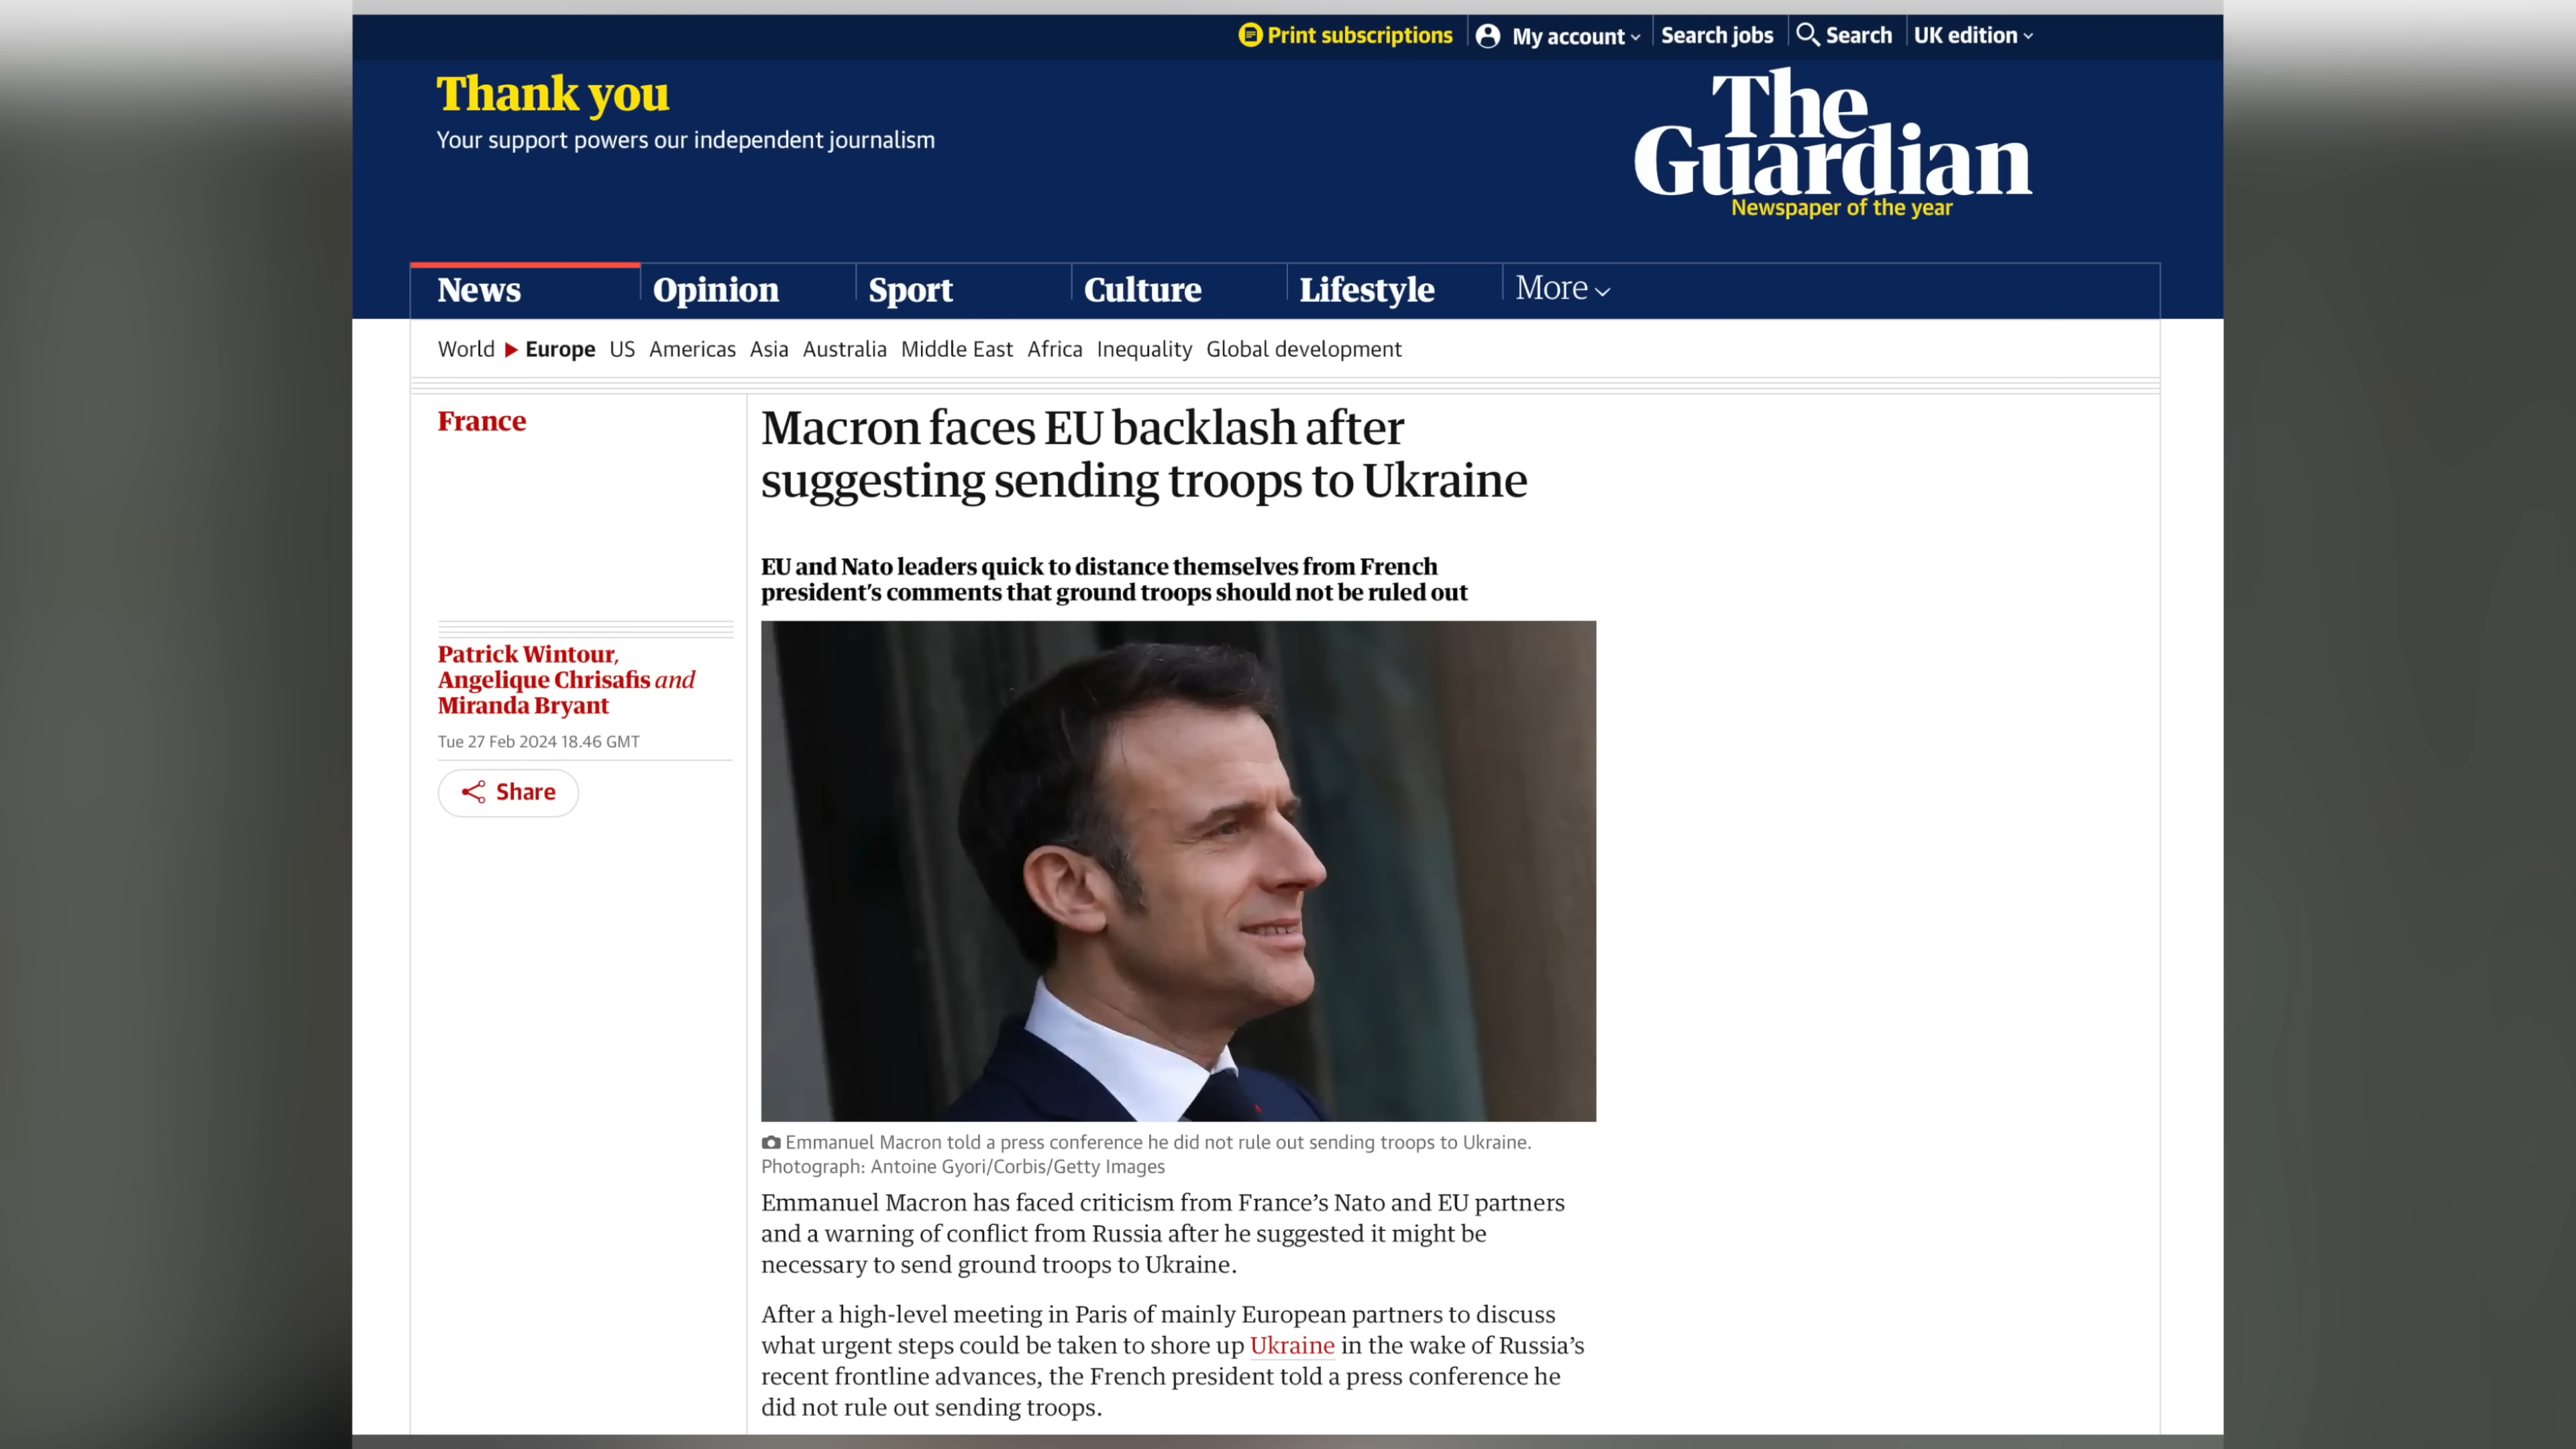 Print subscriptions My account Search jobs Search UK edition
Thank you
Your support powers our independent journalism
The
Guardian
Newspaper of the year
News Opinion Sport Culture Lifestyle More
World Europe US Americas Asia Australia Middle East Africa Inequality Global development
France
Macron faces EU backlash after
suggesting sending troops to Ukraine
EU and Nato leaders quick to distance themselves from French
president’s comments that ground troops should not be ruled out
Patrick Wintour,
Angelique Chrisafis and
Miranda Bryant
Tue 27 Feb 2024 18.46 GMT
Share
Emmanuel Macron told a press conference he did not rule out sending troops to Ukraine.
Photograph: Antoine Gyori/Corbis/Getty Images
Emmanuel Macron has faced criticism from France’s Nato and EU partners
and a warning of conflict from Russia after he suggested it might be
necessary to send ground troops to Ukraine.
After a high-level meeting in Paris of mainly European partners to discuss
what urgent steps could be taken to shore up Ukraine in the wake of Russia’s
recent frontline advances, the French president told a press conference he
did not rule out sending troops.